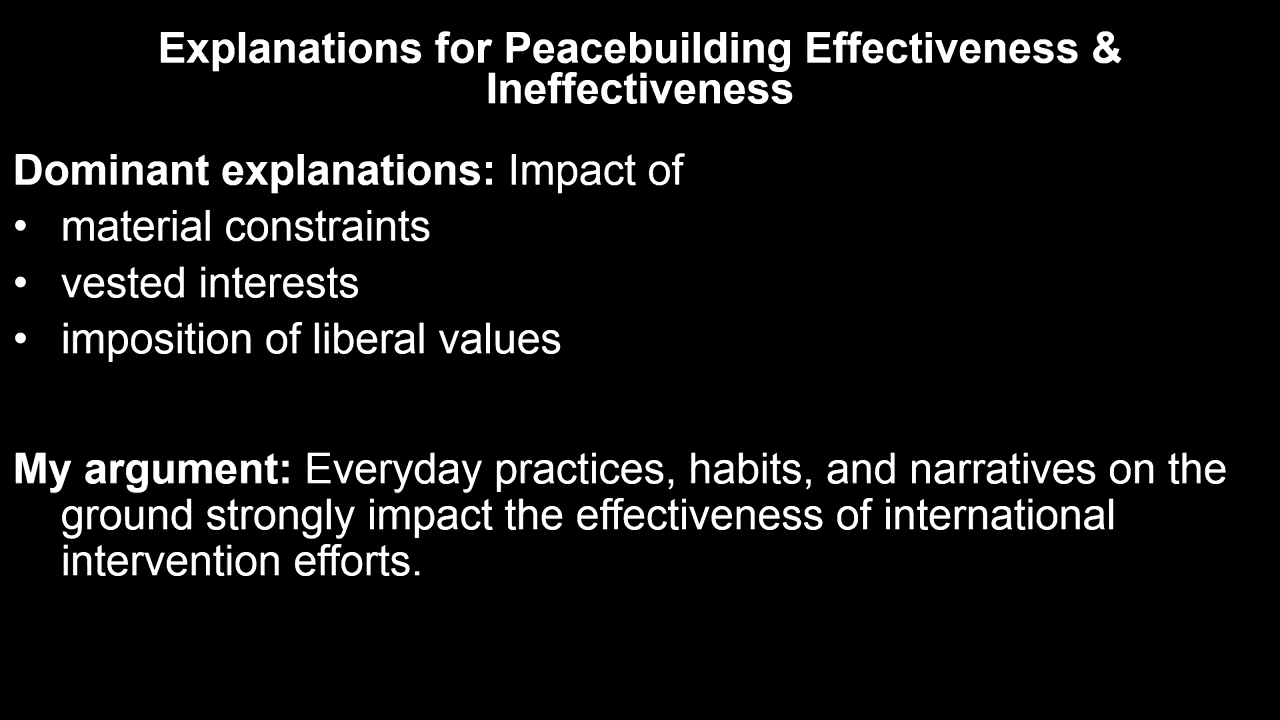 Explanations for Peacebuilding Effectiveness &
Ineffectiveness
Dominant explanations: Impact of
• material constraints
• vested interests
• imposition of liberal values
My argument: Everyday practices, habits, and narratives on the
ground strongly impact the effectiveness of international
intervention efforts.